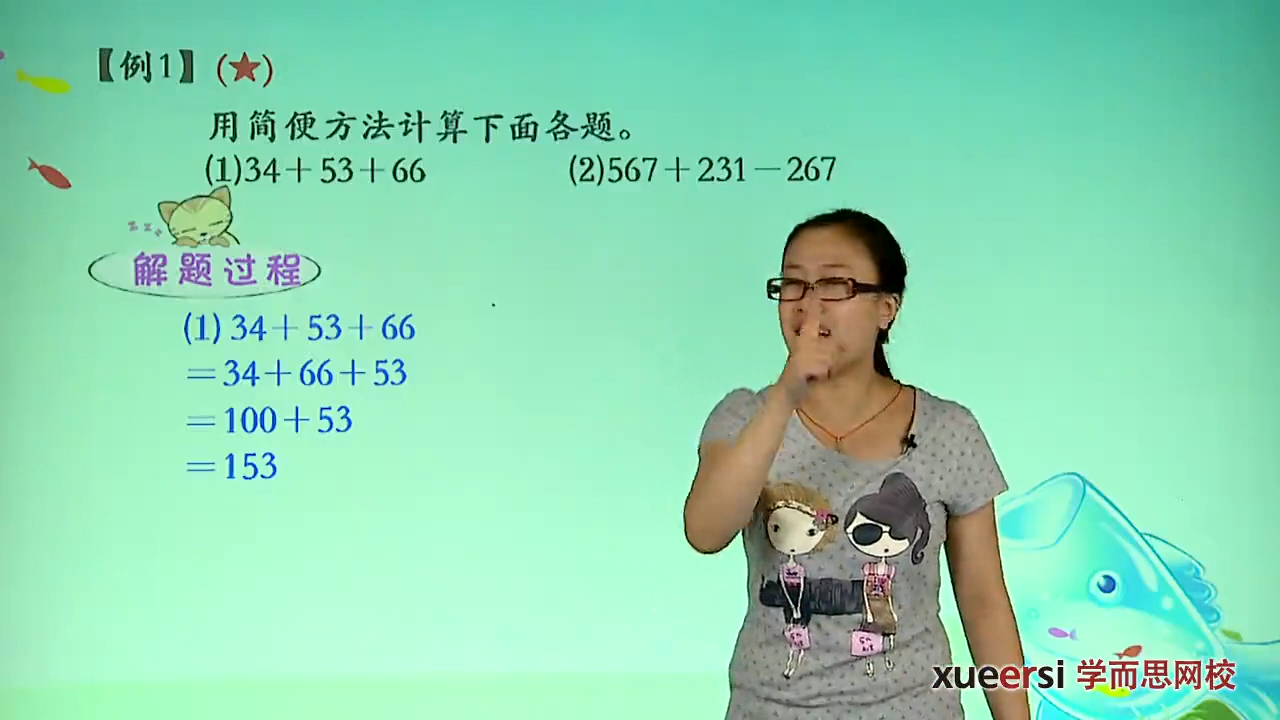 【例1】(★)
用简便方法计算下面各题。
(1)34＋53＋66
(2)567＋231－267
z z z
解题过程
(1) 34＋53＋66
＝34＋66＋53
＝100＋53
＝153
xueersi 学而思网校